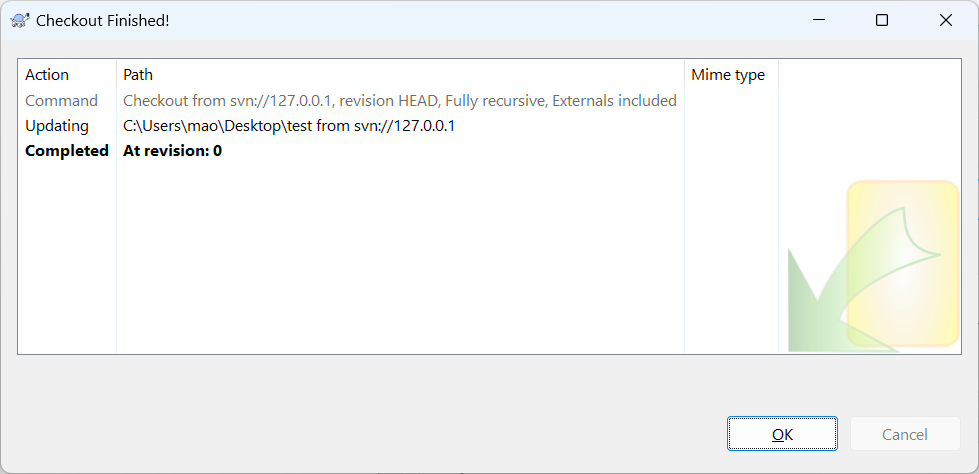 Checkout Finished!
Action Path Mime type
Command Checkout from svn://127.0.0.1, revision HEAD, Fully recursive, Externals included
Updating C:\Users\mao\Desktop\test from svn://127.0.0.1
Completed At revision: 0
OK Cancel